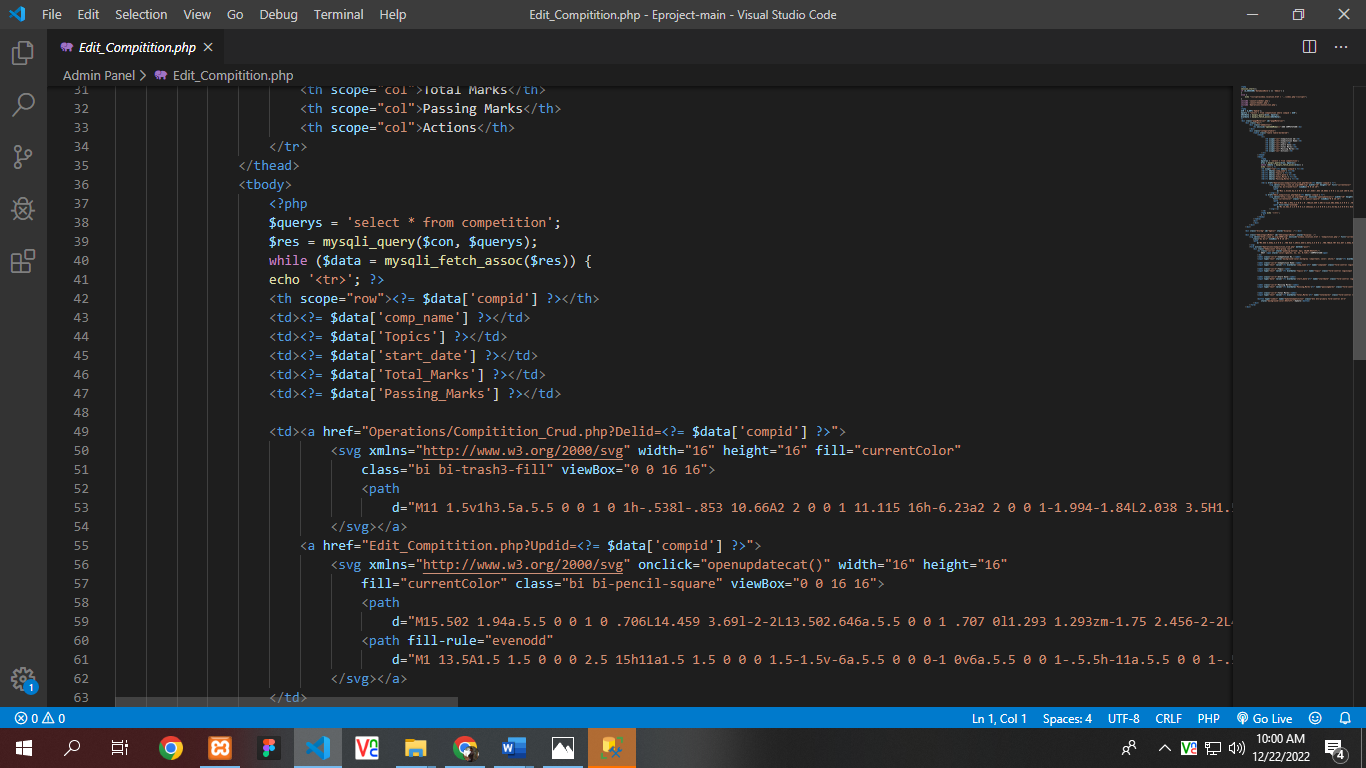 File Edit Selection View Go Debug Terminal Help Edit_Compitition.php - Eproject-main - Visual Studio Code
Edit_Compitition.php
Admin Panel > Edit_Compitition.php
31 <th scope="col">Total Marks</th>
32 <th scope="col">Passing Marks</th>
33 <th scope="col">Actions</th>
34 </tr>
35 </thead>
36 <tbody>
37 <?php
38 $querys = 'select * from competition';
39 $res = mysqli_query($con, $querys);
40 while ($data = mysqli_fetch_assoc($res)) {
41 echo '<tr>'; ?>
42 <th scope="row"><?= $data['compid'] ?></th>
43 <td><?= $data['comp_name'] ?></td>
44 <td><?= $data['Topics'] ?></td>
45 <td><?= $data['start_date'] ?></td>
46 <td><?= $data['Total_Marks'] ?></td>
47 <td><?= $data['Passing_Marks'] ?></td>
48
49 <td><a href="Operations/Compitition_Crud.php?Delid=<?= $data['compid'] ?>">
50 <svg xmlns="http://www.w3.org/2000/svg" width="16" height="16" fill="currentColor"
51 class="bi bi-trash3-fill" viewBox="0 0 16 16">
52 <path
53 d="M11 1.5v1h3.5a.5.5 0 0 1 0 1h-.538l-.853 10.66A2 2 0 0 1 11.115 16h-6.23a2 2 0 0 1-1.994-1.84L2.038 3.5H1.5
54 </svg></a>
55 <a href="Edit_Compitition.php?Updid=<?= $data['compid'] ?>">
56 <svg xmlns="http://www.w3.org/2000/svg" onclick="openupdatecat()" width="16" height="16"
57 fill="currentColor" class="bi bi-pencil-square" viewBox="0 0 16 16">
58 <path
59 d="M15.502 1.94a.5.5 0 0 1 0 .706L14.459 3.69l-2-2L13.502.646a.5.5 0 0 1 .707 0l1.293 1.293zm-1.75 2.456-2-2L4
60 <path fill-rule="evenodd"
61 d="M1 13.5A1.5 1.5 0 0 0 2.5 15h11a1.5 1.5 0 0 0 1.5-1.5v-6a.5.5 0 0 0-1 0v6a.5.5 0 0 1-.5.5h-11a.5.5 0 0 1-.5
62 </svg></a>
63 </td>
1
0 0 Ln 1, Col 1 Spaces: 4 UTF-8 CRLF PHP Go Live
10:00 AM
12/22/2022
4